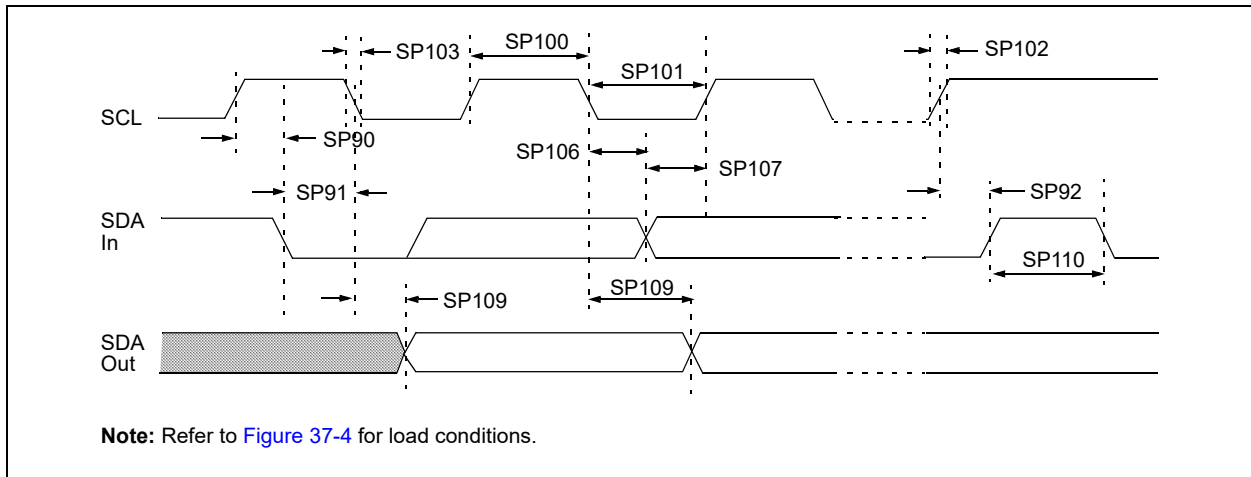 SP103
SP100
SP102
SP101
SCL
SP90
SP106
SP107
SP91
SP92
SDA
In
SP110
SP109
SP109
SDA
Out
Note: Refer to Figure 37-4 for load conditions.